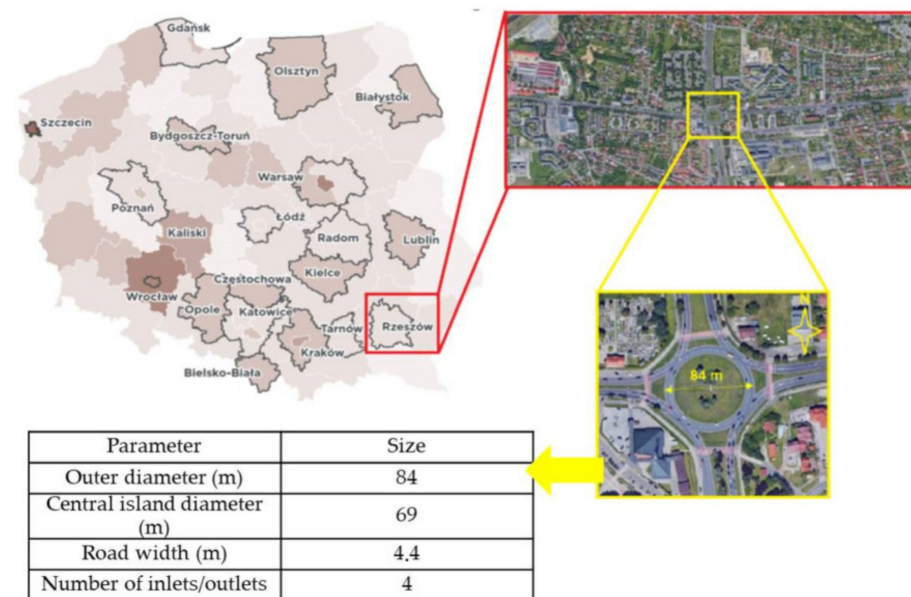 Gdańsk
Olsztyn
Białystok
Szczecin
Bydgoszcz-Toruń
Warsaw
Poznań
Łódź
Kaliski
Radom
Lublin
Kielce
Częstochowa
Wrocław
Opole
Katowice
Tarnów
Rzeszów
Kraków
Bielsko-Biała
N
84 m
Parameter Size
Outer diameter (m) 84
Central island diameter
(m) 69
Road width (m) 4.4
Number of inlets/outlets 4